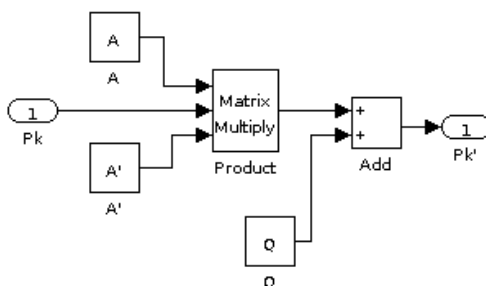 A
A
1
Pk
A'
A'
Matrix
Multiply
Product
+
+
Add
1
Pk'
Q